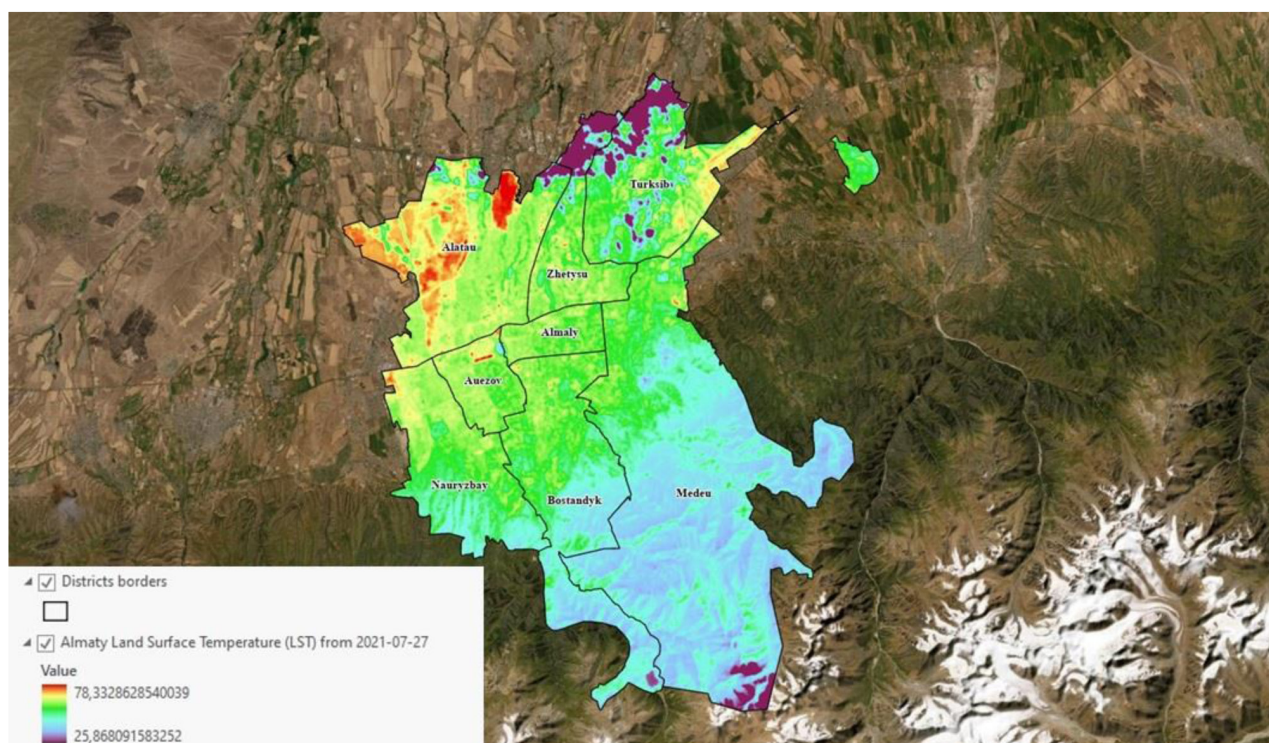 Turksib
Alatau
Zhetysu
Almaly
Auezov
Nauryzbay
Bostandyk
Medeu
Districts borders
Almaty Land Surface Temperature (LST) from 2021-07-27
Value
78,3328628540039
25,868091583252